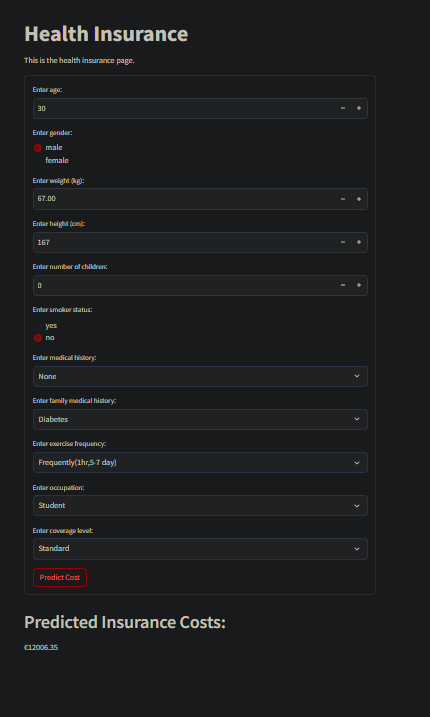 Health Insurance
This is the health insurance page.
Enter age:
30
Enter gender:
male
female
Enter weight (kg):
67.00
Enter height (cm):
167
Enter number of children:
0
Enter smoker status:
yes
no
Enter medical history:
None
Enter family medical history:
Diabetes
Enter exercise frequency:
Frequently(1hr,5-7 day)
Enter occupation:
Student
Enter coverage level:
Standard
Predict Cost
Predicted Insurance Costs:
€12006.35